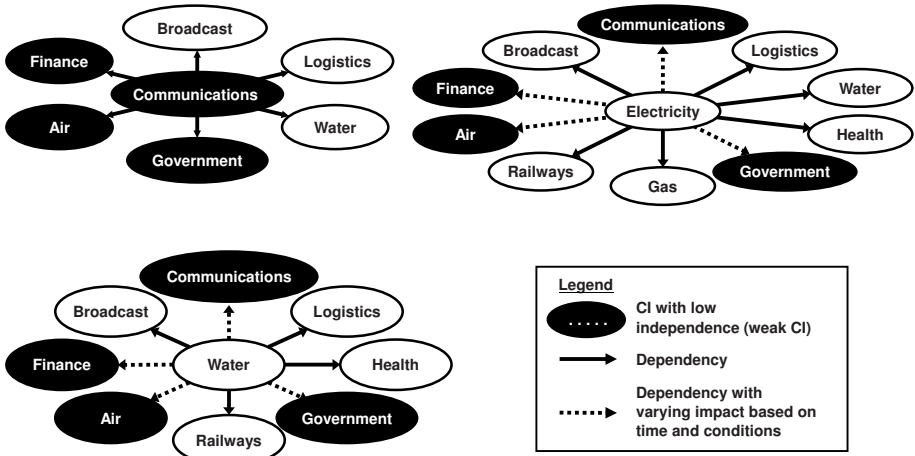 Broadcast
Finance
Logistics
Communications
Air
Water
Government
Communications
Broadcast
Logistics
Finance
Water
Electricity
Air
Health
Railways
Government
Gas
Communications
Broadcast
Logistics
Finance
Water
Health
Air
Government
Railways
Legend
.....
CI with low
independence (weak CI)
Dependency
Dependency with
varying impact based on
time and conditions